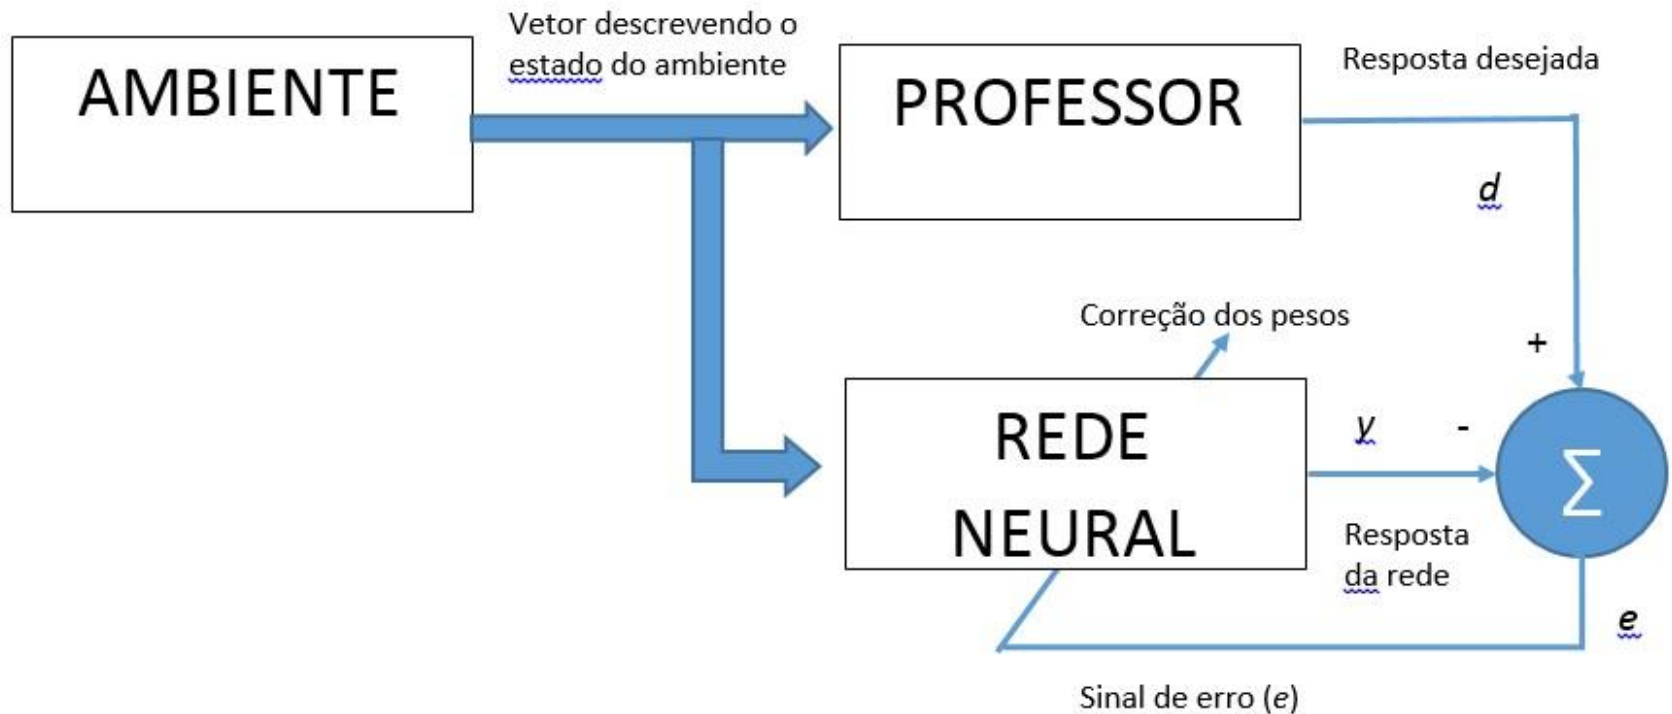 Vetor descrevendo o
estado do ambiente
AMBIENTE
PROFESSOR
Resposta desejada
d
Correção dos pesos
+
REDE
NEURAL
y
-
∑
Resposta
da rede
e
Sinal de erro (e)